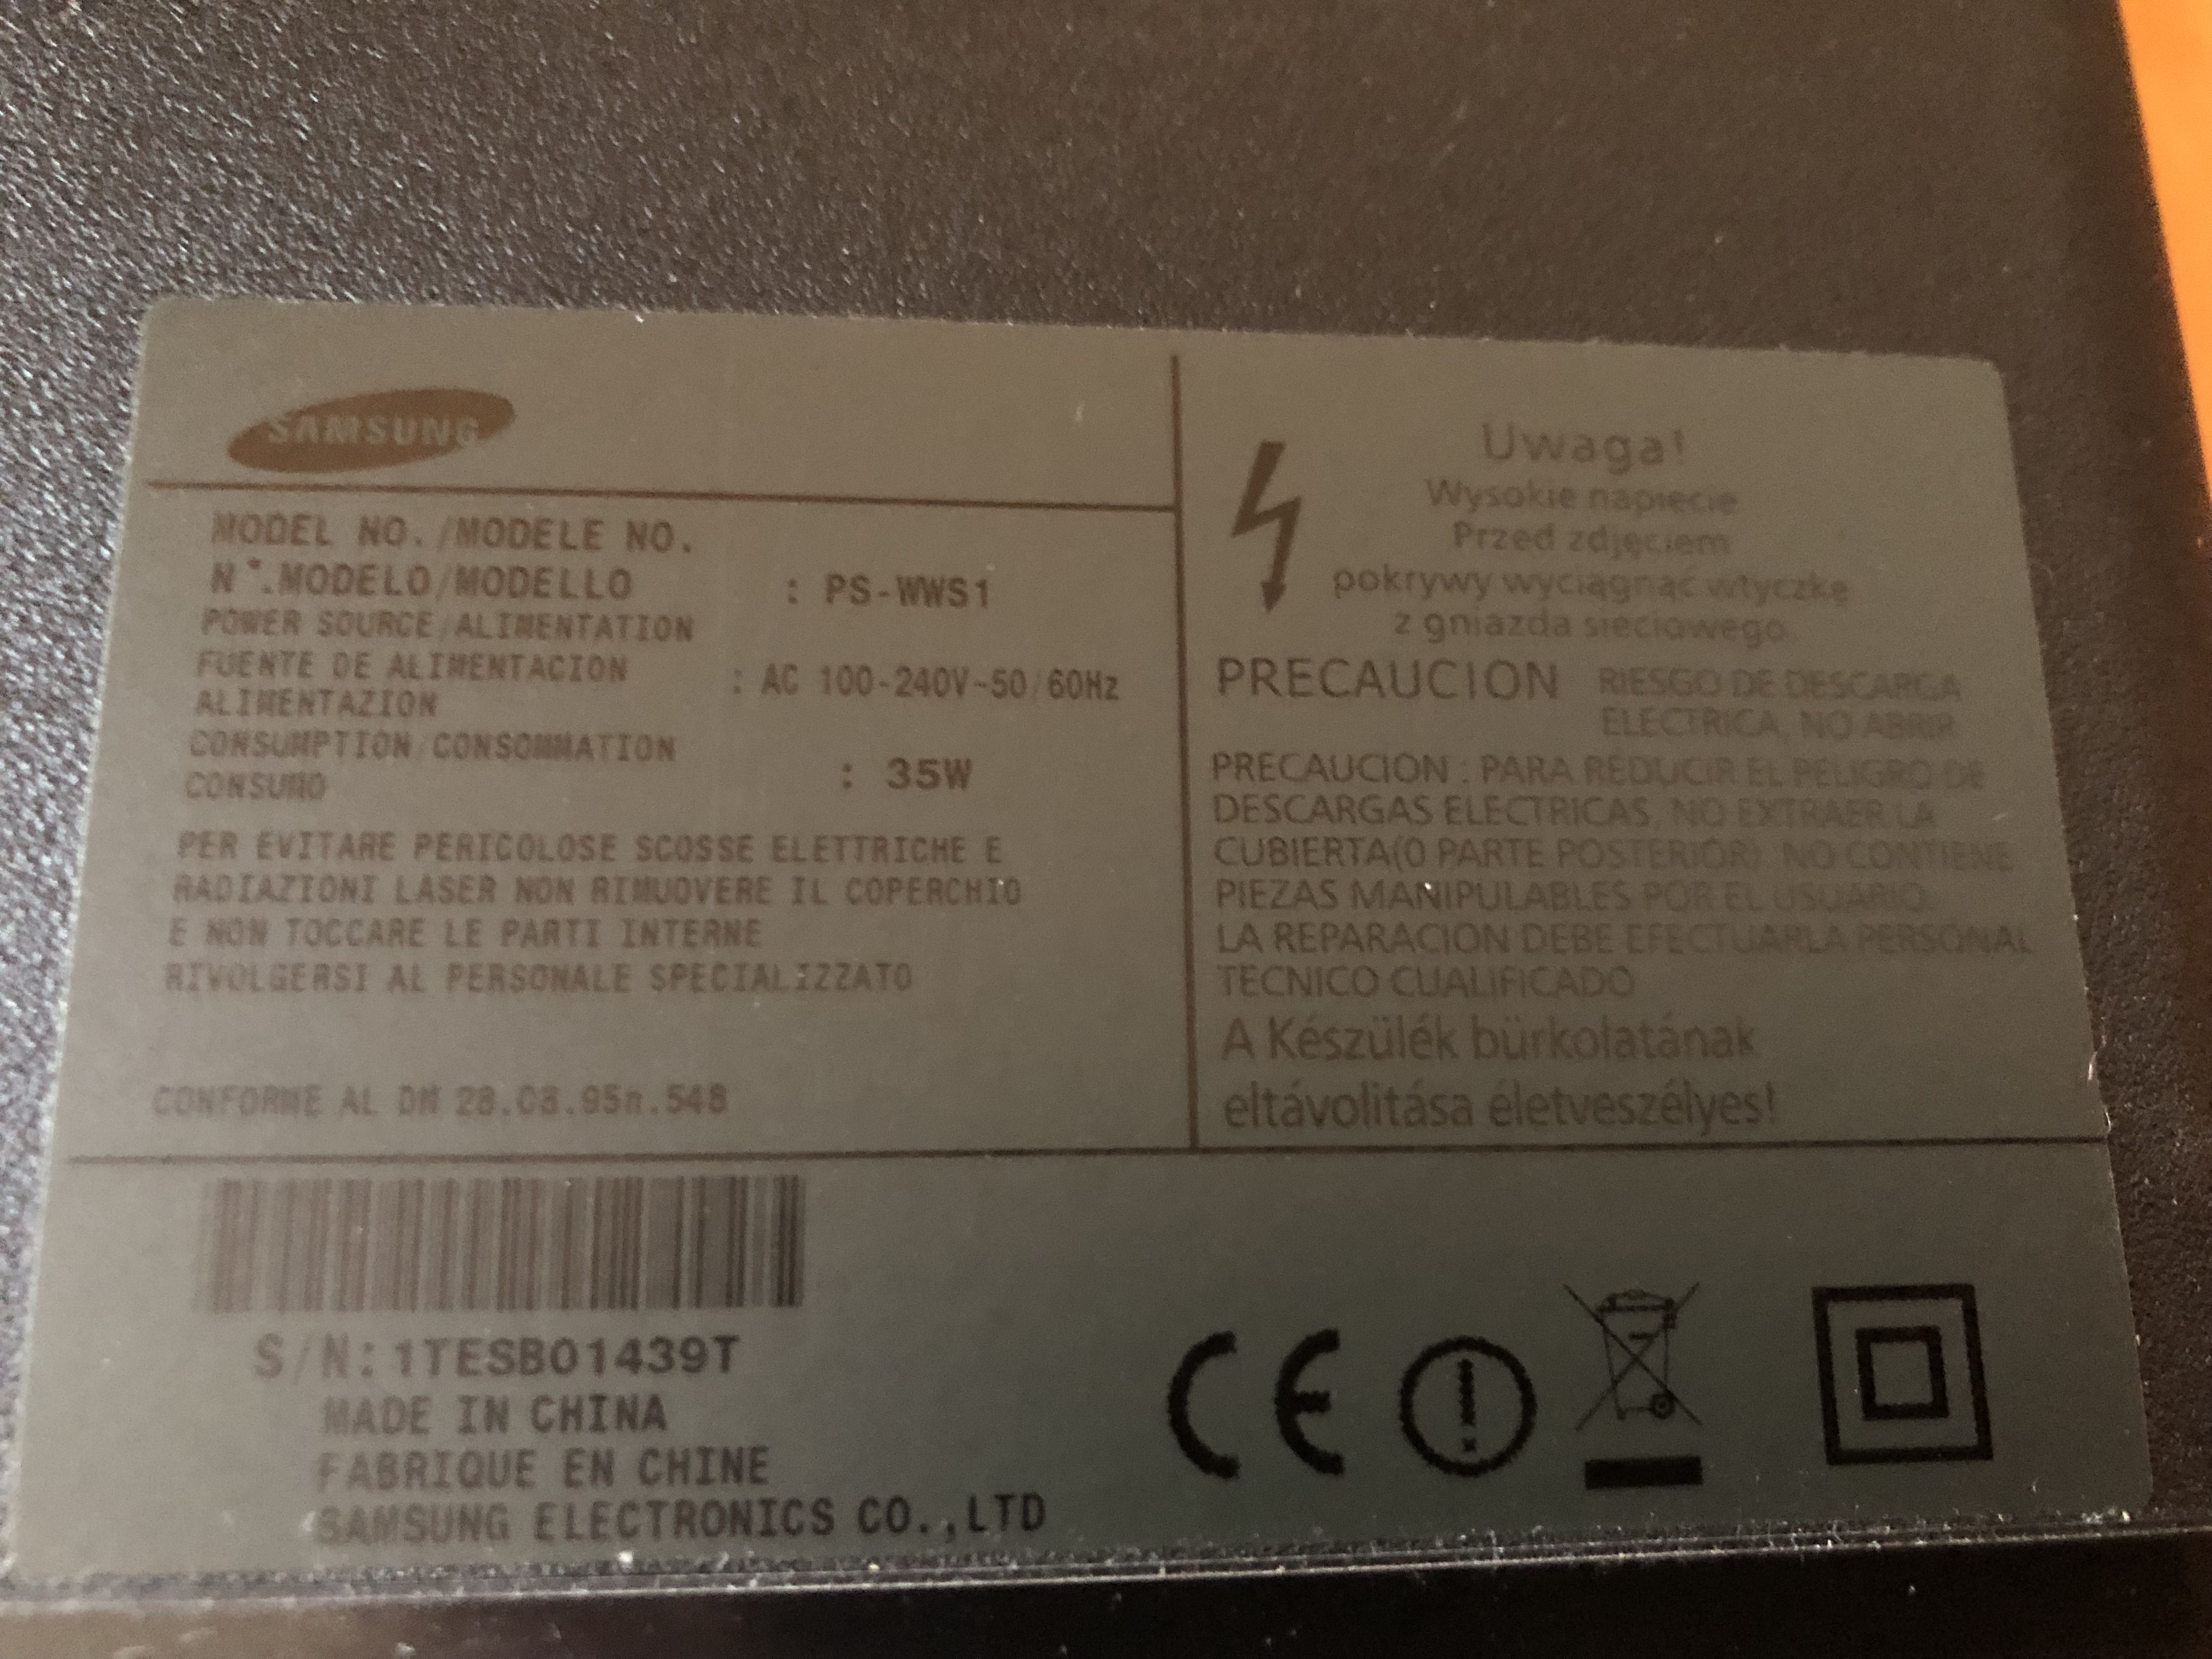 SAMSUNG
MODEL NO./MODELE NO.
N°.MODELO/MODELLO : PS-WWS1
POWER SOURCE/ALIMENTATION
FUENTE DE ALIMENTACION : AC 100-240V~50/60Hz
ALIMENTAZION
CONSUMPTION/CONSOMMATION
CONSUMO : 35W
PER EVITARE PERICOLOSE SCOSSE ELETTRICHE E
RADIAZIONI LASER NON RIMUOVERE IL COPERCHIO
E NON TOCCARE LE PARTI INTERNE
RIVOLGERSI AL PERSONALE SPECIALIZZATO
CONFORME AL DM 28.08.95n.548
Uwaga!
Wysokie napięcie
Przed zdjęciem
pokrywy wyciągnąć wtyczkę
z gniazda sieciowego.
PRECAUCION RIESGO DE DESCARGA
ELECTRICA, NO ABRIR
PRECAUCION : PARA REDUCIR EL PELIGRO DE
DESCARGAS ELECTRICAS, NO EXTRAER LA
CUBIERTA(O PARTE POSTERIOR) NO CONTIENE
PIEZAS MANIPULABLES POR EL USUARIO.
LA REPARACION DEBE EFECTUARLA PERSONAL
TECNICO CUALIFICADO
A Készülék bürkolatának
eltávolitása életveszélyes!
S/N: 1TESB01439T
MADE IN CHINA
FABRIQUE EN CHINE
SAMSUNG ELECTRONICS CO.,LTD
CE